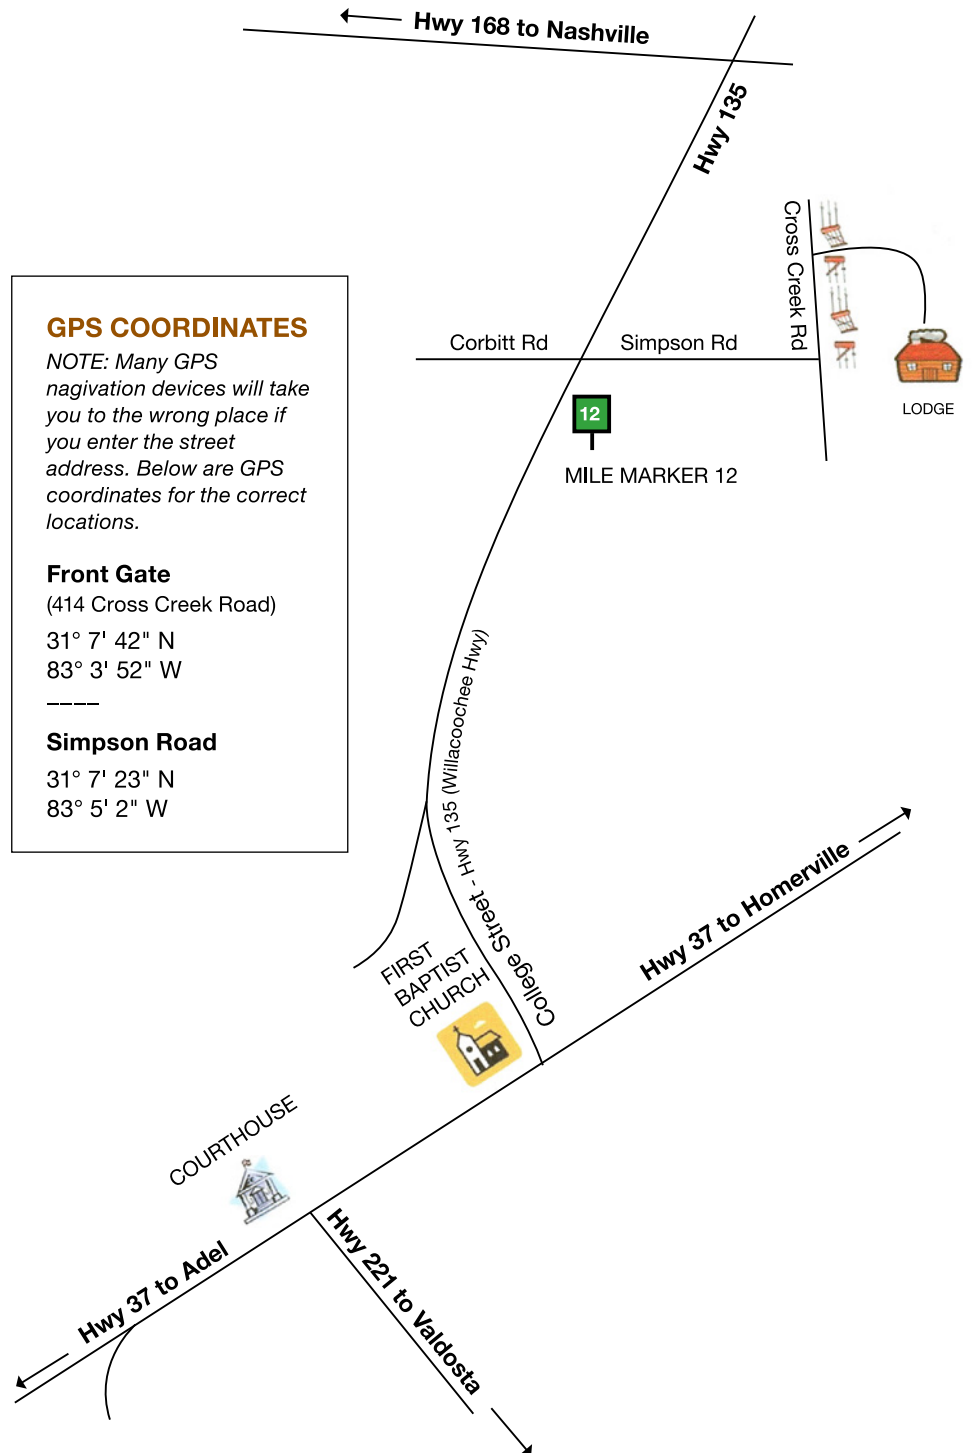 Hwy 168 to Nashville
Hwy 135
Cross Creek Rd
GPS COORDINATES
NOTE: Many GPS
nagivation devices will take
you to the wrong place if
you enter the street
address. Below are GPS
coordinates for the correct
locations.
Front Gate
(414 Cross Creek Road)
31° 7' 42" N
83° 3' 52" W
----
Simpson Road
31° 7' 23" N
83° 5' 2" W
Corbitt Rd
Simpson Rd
LODGE
12
MILE MARKER 12
College Street - Hwy 135 (Willacoochee Hwy)
Hwy 37 to Homerville
FIRST
BAPTIST
CHURCH
COURTHOUSE
Hwy 37 to Adel
Hwy 221 to Valdosta